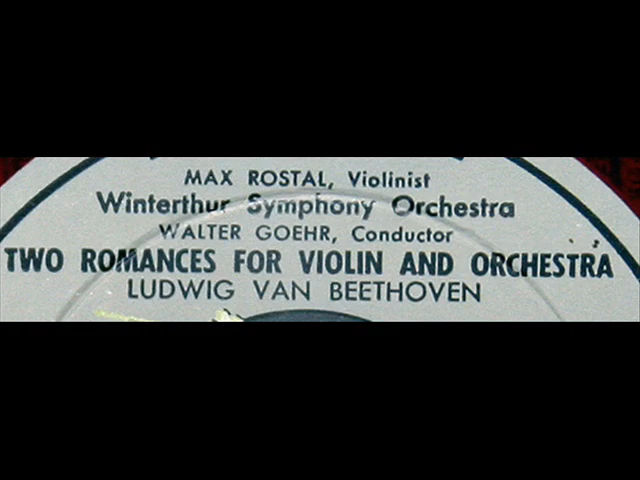 MAX ROSTAL, Violinist
Winterthur Symphony Orchestra
WALTER GOEHR, Conductor
TWO ROMANCES FOR VIOLIN AND ORCHESTRA
LUDWIG VAN BEETHOVEN